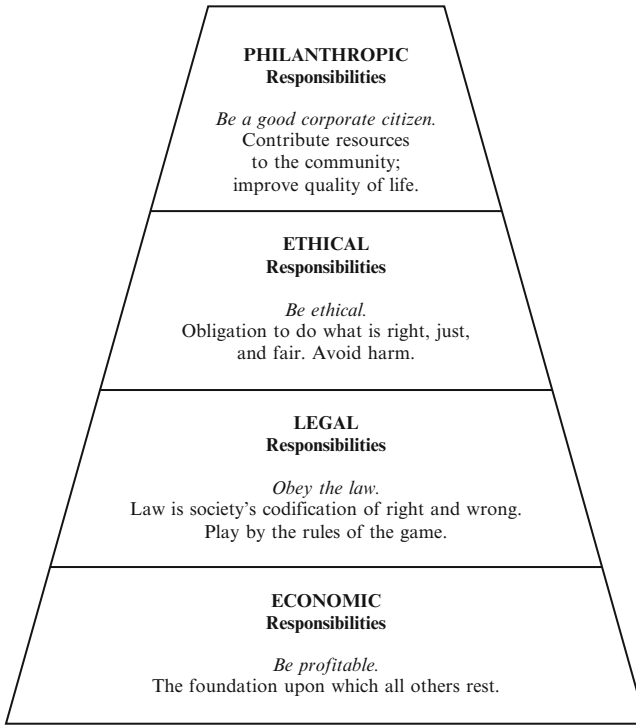 PHILANTHROPIC
Responsibilities
Be a good corporate citizen.
Contribute resources
to the community;
improve quality of life.
ETHICAL
Responsibilities
Be ethical.
Obligation to do what is right, just,
and fair. Avoid harm.
LEGAL
Responsibilities
Obey the law.
Law is society’s codification of right and wrong.
Play by the rules of the game.
ECONOMIC
Responsibilities
Be profitable.
The foundation upon which all others rest.